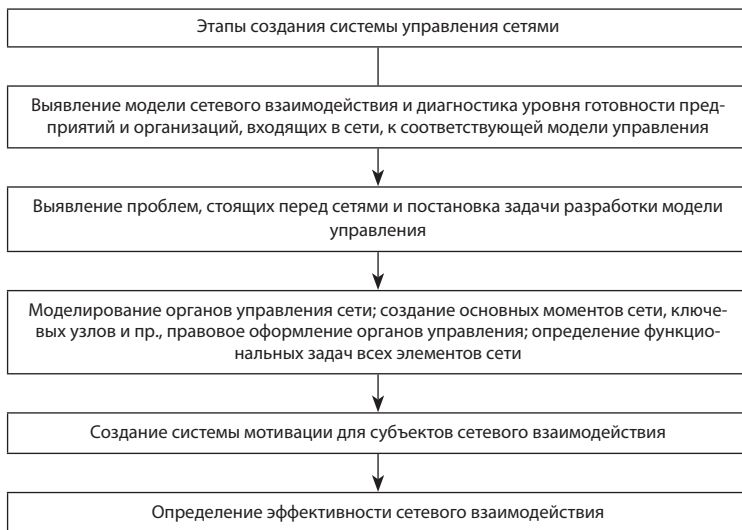 Этапы создания системы управления сетями
Выявление модели сетевого взаимодействия и диагностика уровня готовности пред-
приятий и организаций, входящих в сети, к соответствующей модели управления
Выявление проблем, стоящих перед сетями и постановка задачи разработки модели
управления
Моделирование органов управления сети; создание основных моментов сети, ключе-
вых узлов и пр., правовое оформление органов управления; определение функцио-
нальных задач всех элементов сети
Создание системы мотивации для субъектов сетевого взаимодействия
Определение эффективности сетевого взаимодействия